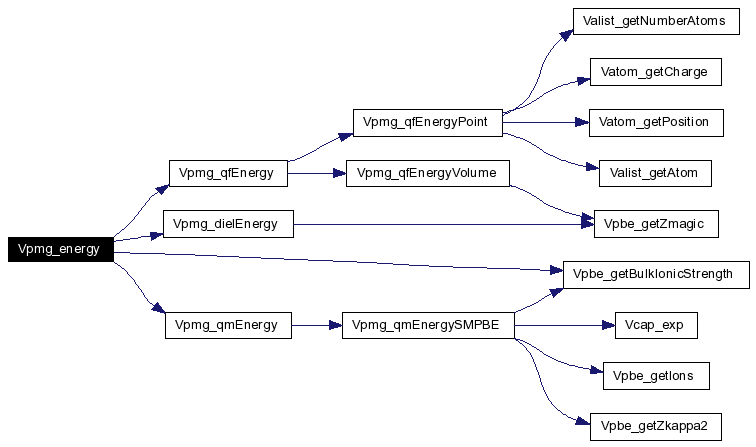 Valist_getNumberAtoms
Vatom_getCharge
Vpmg_qfEnergyPoint
Vatom_getPosition
Vpmg_qfEnergy
Vpmg_qfEnergyVolume
Valist_getAtom
Vpmg_dielEnergy
Vpbe_getZmagic
Vpmg_energy
Vpbe_getBulkIonicStrength
Vpmg_qmEnergy
Vpmg_qmEnergySMPBE
Vcap_exp
Vpbe_getIons
Vpbe_getZkappa2